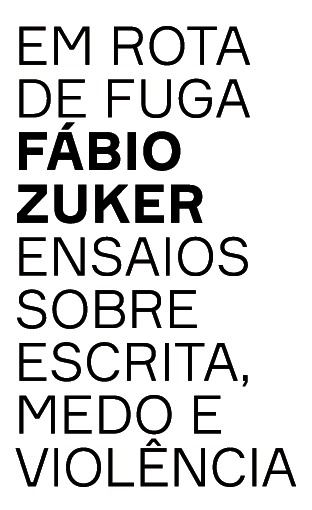 EM ROTA
DE FUGA
FÁBIO
ZUKER
ENSAIOS
SOBRE
ESCRITA,
MEDO E
VIOLÊNCIA